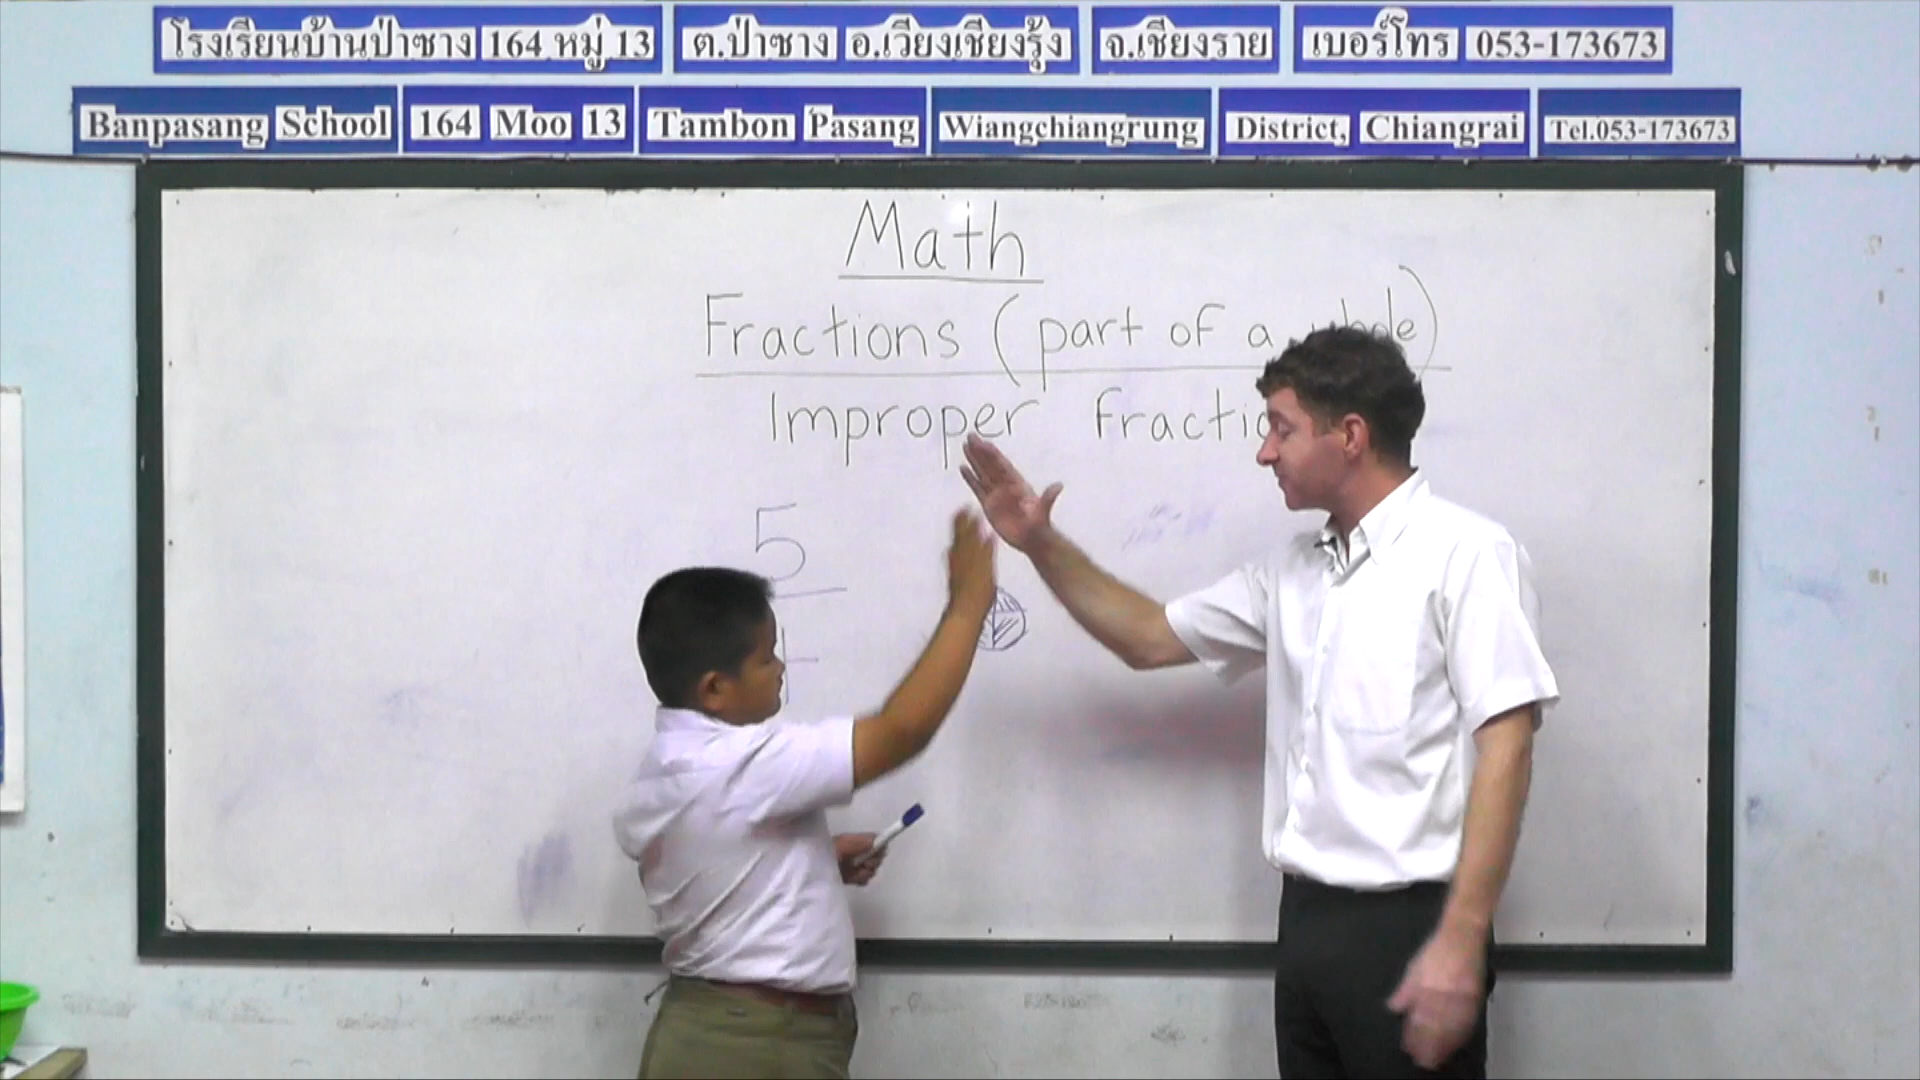 โรงเรียนบ้านป่าซาง 164 หมู่ 13 ต.ป่าซาง อ.เวียงเชียงรุ้ง จ.เชียงราย เบอร์โทร 053-173673
Banpasang School 164 Moo 13 Tambon Pasang Wiangchiangrung District, Chiangrai Tel.053-173673
Math
Fractions (part of a whole)
Improper Fractio
5
4